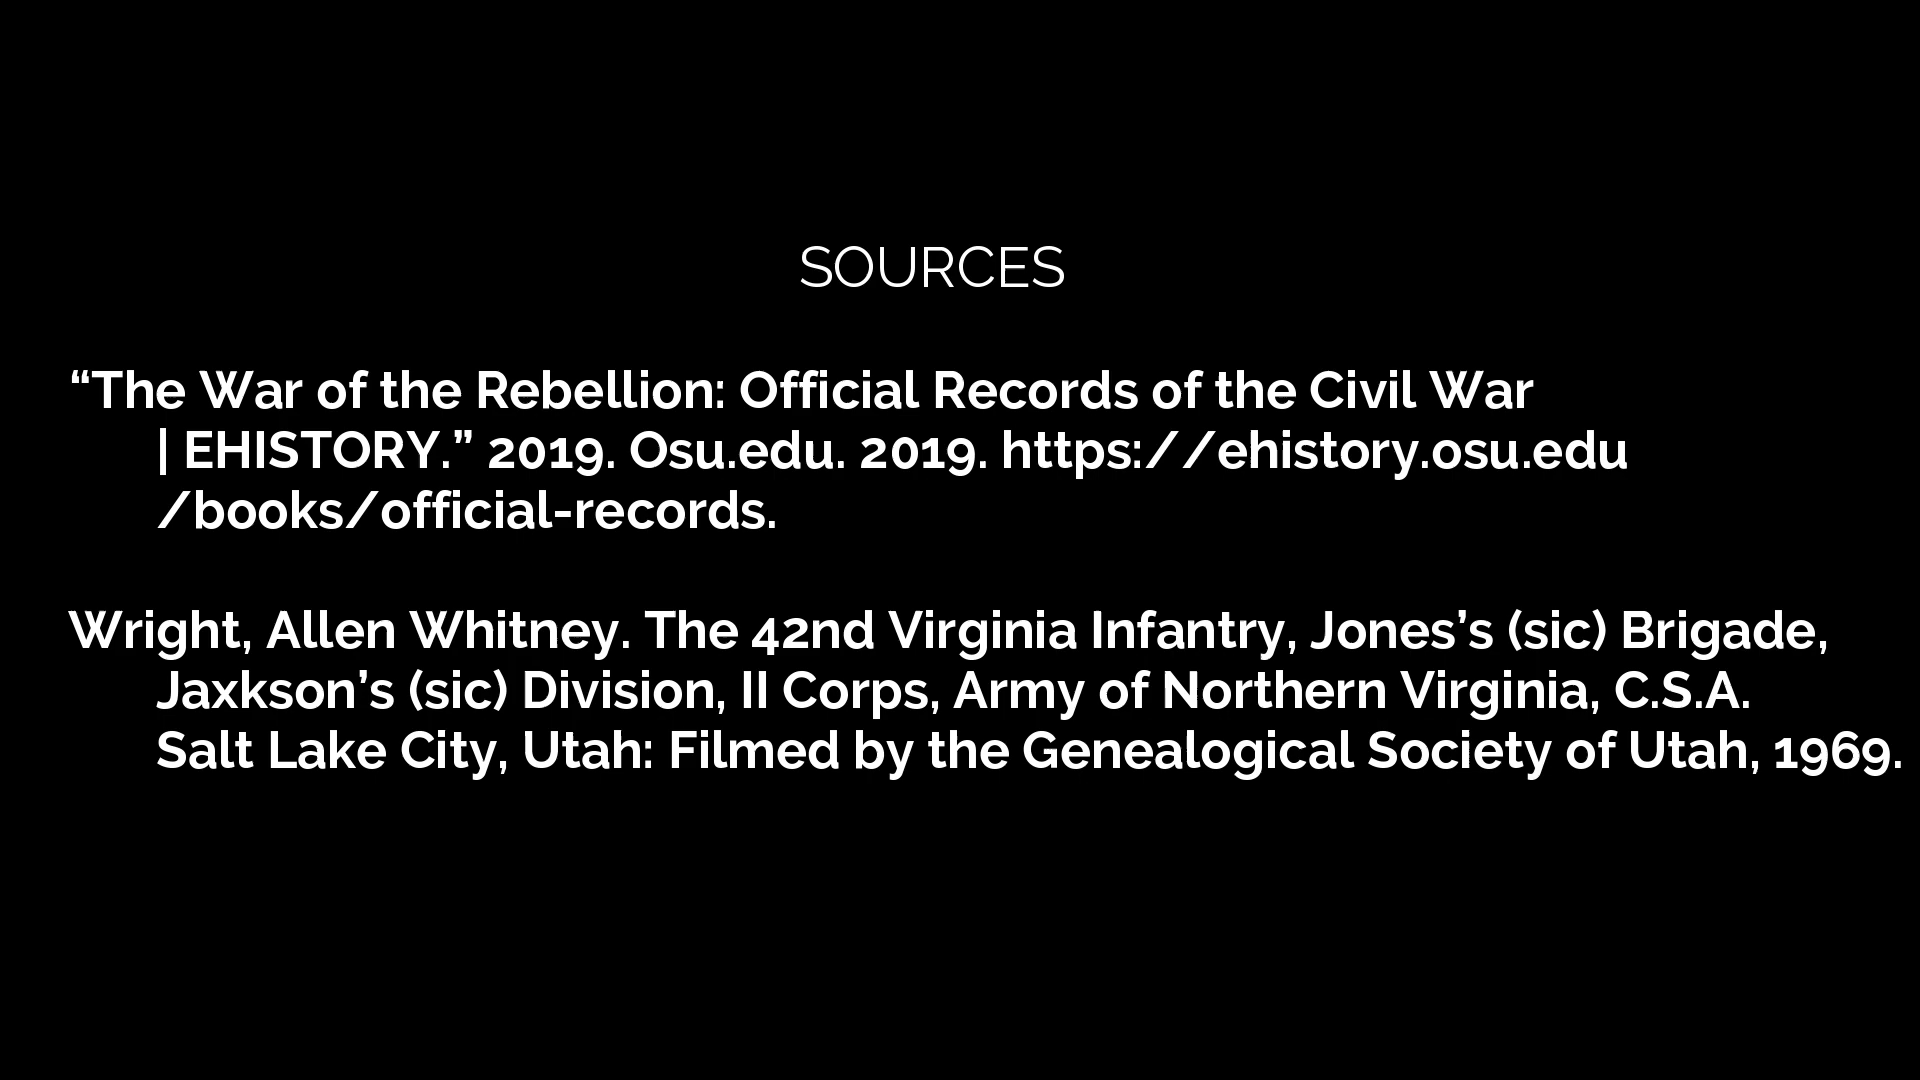 SOURCES
“The War of the Rebellion: Official Records of the Civil War
| EHISTORY.” 2019. Osu.edu. 2019. https://ehistory.osu.edu
/books/official-records.
Wright, Allen Whitney. The 42nd Virginia Infantry, Jones’s (sic) Brigade,
Jaxkson’s (sic) Division, II Corps, Army of Northern Virginia, C.S.A.
Salt Lake City, Utah: Filmed by the Genealogical Society of Utah, 1969.